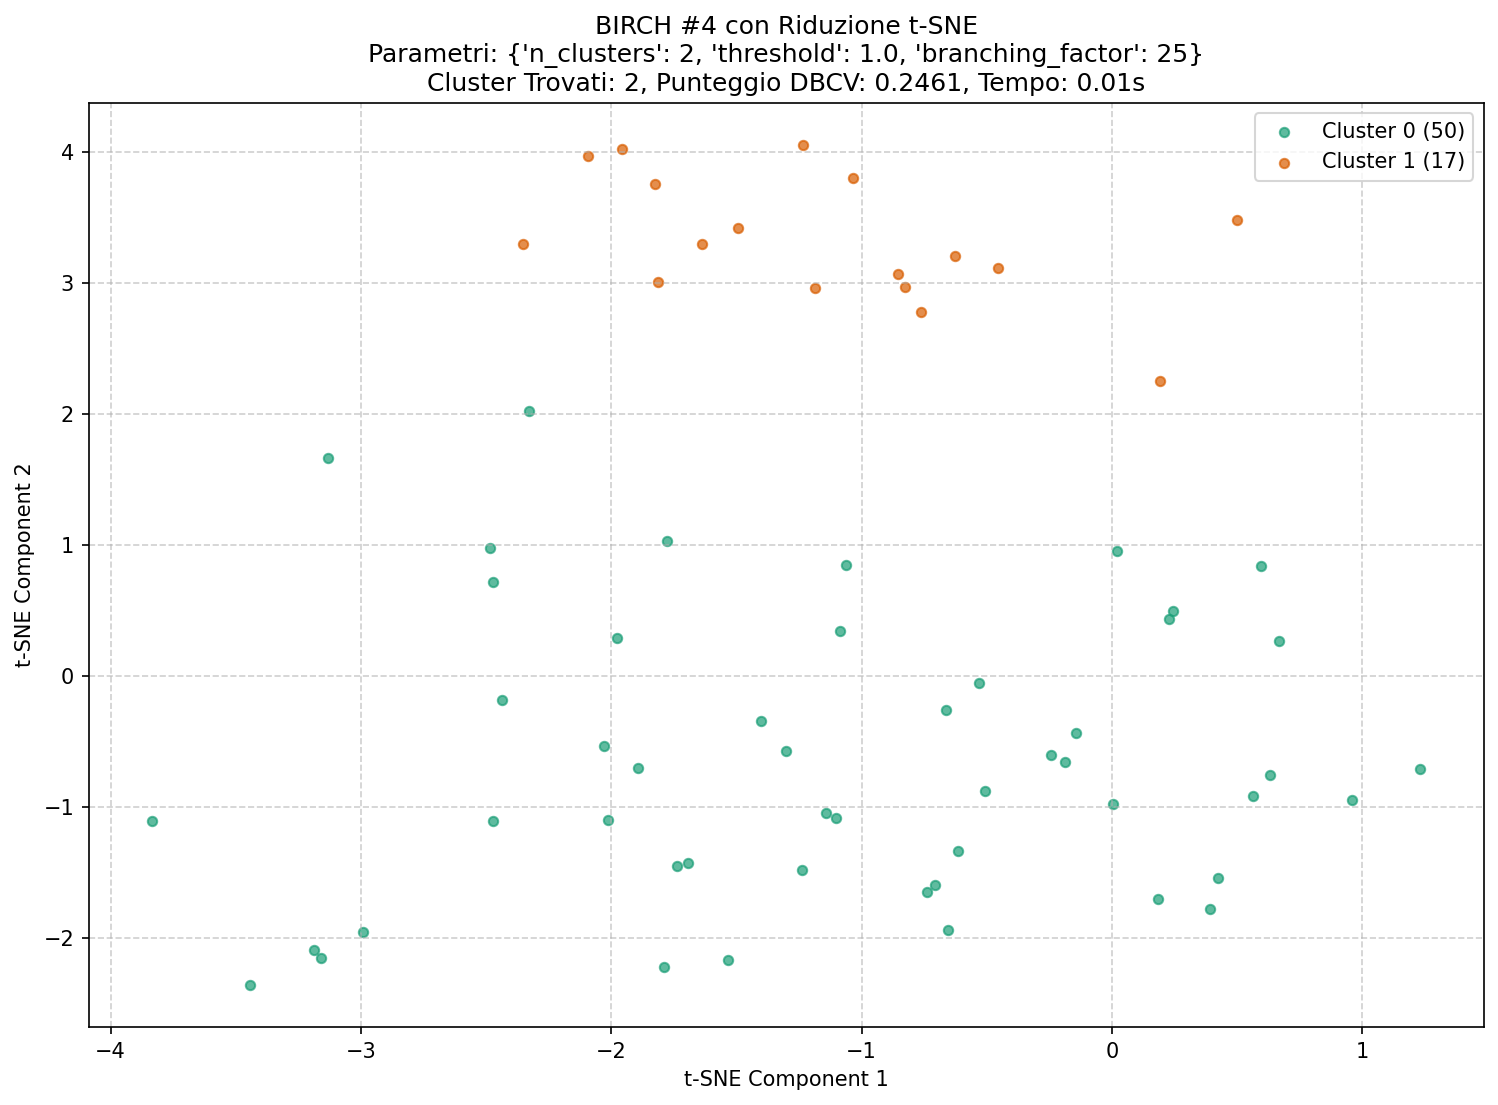 BIRCH #4 con Riduzione t-SNE
Parametri: {'n_clusters': 2, 'threshold': 1.0, 'branching_factor': 25}
Cluster Trovati: 2, Punteggio DBCV: 0.2461, Tempo: 0.01s
Cluster 0 (50)
Cluster 1 (17)
t-SNE Component 2
4
3
2
1
0
−1
−2
−4
−3
−2
−1
0
1
t-SNE Component 1